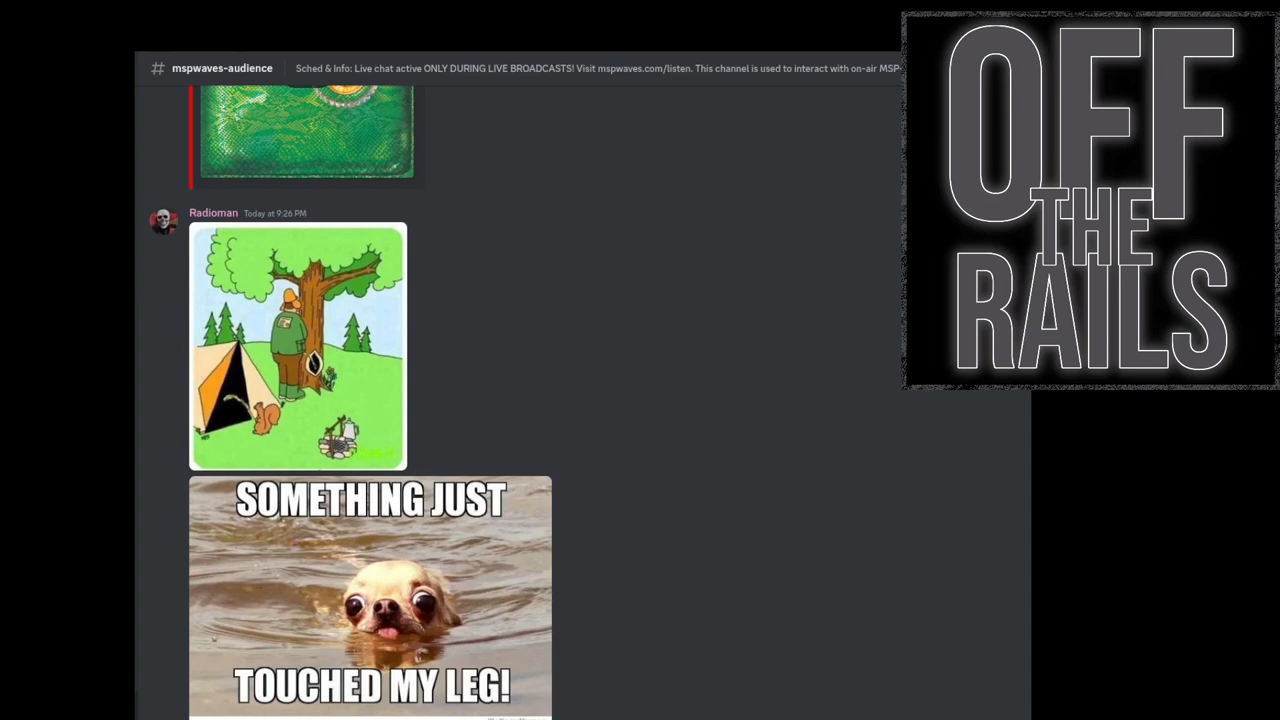 # mspwaves-audience
Sched & Info: Live chat active ONLY DURING LIVE BROADCASTS! Visit mspwaves.com/listen. This channel is used to interact with on-air MSP-
OFF
THE
RAILS
Radioman Today at 9:26 PM
SOMETHING JUST
TOUCHED MY LEG!